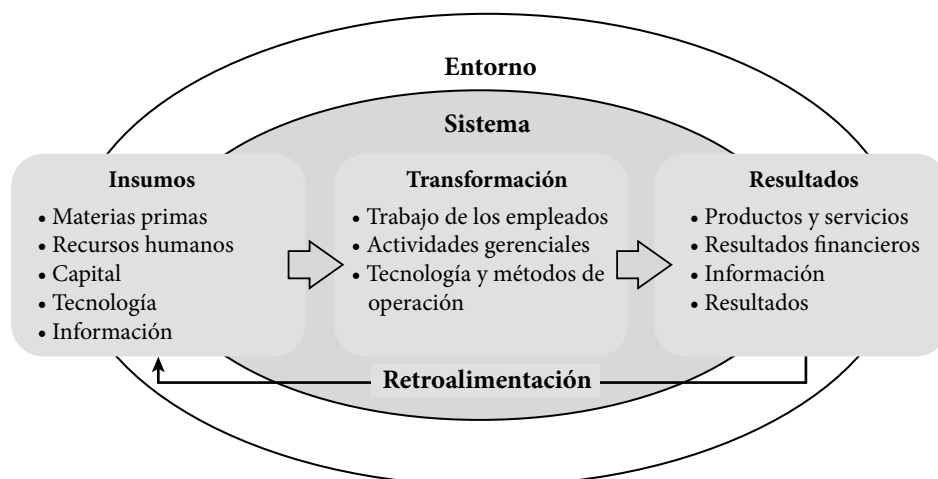 Entorno
Sistema
Insumos
• Materias primas
• Recursos humanos
• Capital
• Tecnología
• Información
Transformación
• Trabajo de los empleados
• Actividades gerenciales
• Tecnología y métodos de
operación
Resultados
• Productos y servicios
• Resultados financieros
• Información
• Resultados
Retroalimentación